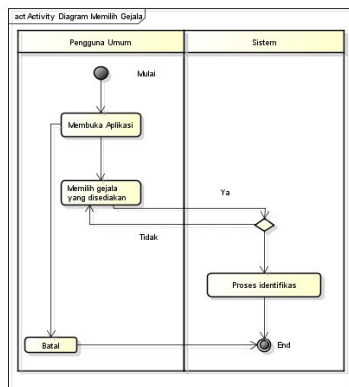 act Activity Diagram Memilih Gejala
Pengguna Umum
Sistem
Mulai
Membuka Aplikasi
Memilih gejala
yang disediakan
Ya
Tidak
Proses identifikas
Batal
End